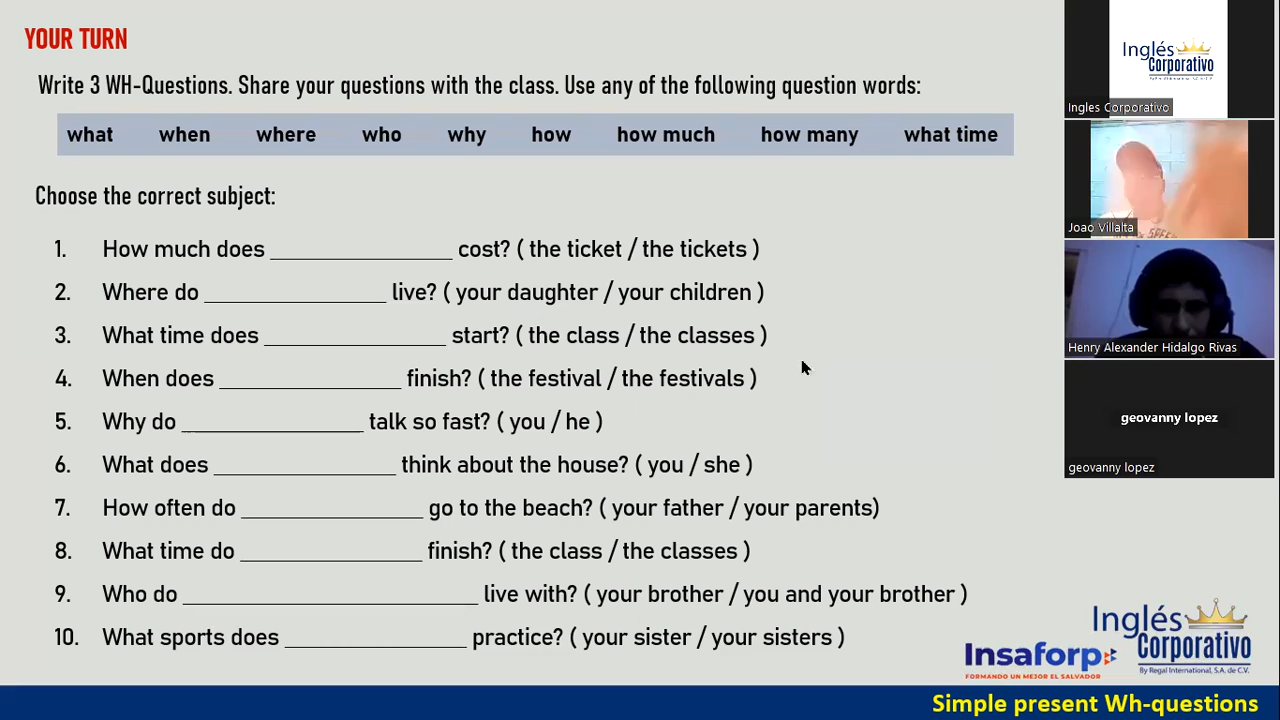 YOUR TURN
Write 3 WH-Questions. Share your questions with the class. Use any of the following question words:
what when where who why how how much how many what time
Choose the correct subject:
1. How much does ________________ cost? ( the ticket / the tickets )
2. Where do ________________ live? ( your daughter / your children )
3. What time does ________________ start? ( the class / the classes )
4. When does ________________ finish? ( the festival / the festivals )
5. Why do ________________ talk so fast? ( you / he )
6. What does ________________ think about the house? ( you / she )
7. How often do ________________ go to the beach? ( your father / your parents)
8. What time do ________________ finish? ( the class / the classes )
9. Who do __________________________ live with? ( your brother / you and your brother )
10. What sports does ________________ practice? ( your sister / your sisters )
Insaforp
FORMANDO UN MEJOR EL SALVADOR
Inglés
Corporativo
By Regal International, S.A. de C.V.
Simple present Wh-questions
Inglés
Corporativo
Ingles Corporativo
Joao Villalta
Henry Alexander Hidalgo Rivas
geovanny lopez
geovanny lopez